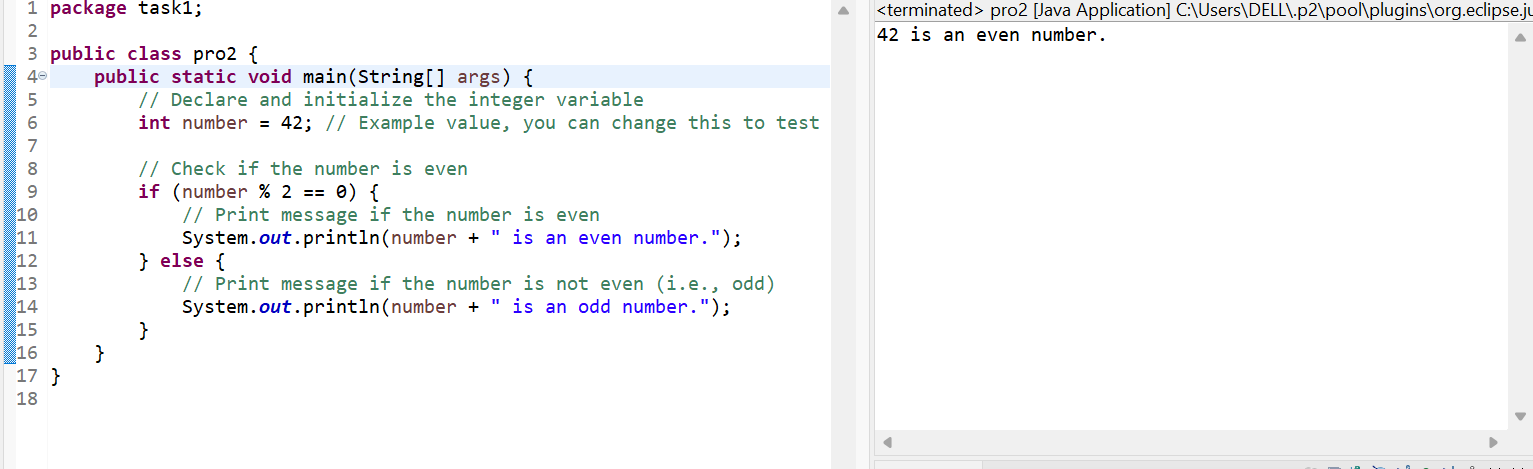 1 package task1;
2
3 public class pro2 {
4 public static void main(String[] args) {
5 // Declare and initialize the integer variable
6 int number = 42; // Example value, you can change this to test
7
8 // Check if the number is even
9 if (number % 2 == 0) {
10 // Print message if the number is even
11 System.out.println(number + " is an even number.");
12 } else {
13 // Print message if the number is not even (i.e., odd)
14 System.out.println(number + " is an odd number.");
15 }
16 }
17 }
18
<terminated> pro2 [Java Application] C:\Users\DELL\.p2\pool\plugins\org.eclipse.ju
42 is an even number.